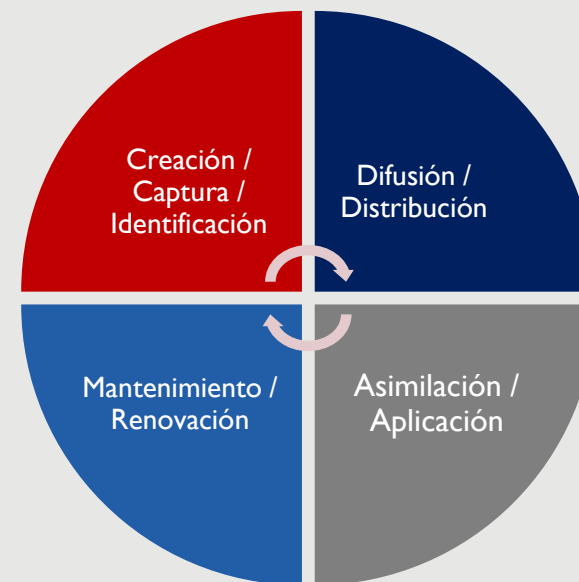 Creación /
Captura /
Identificación
Difusión /
Distribución
Mantenimiento /
Renovación
Asimilación /
Aplicación